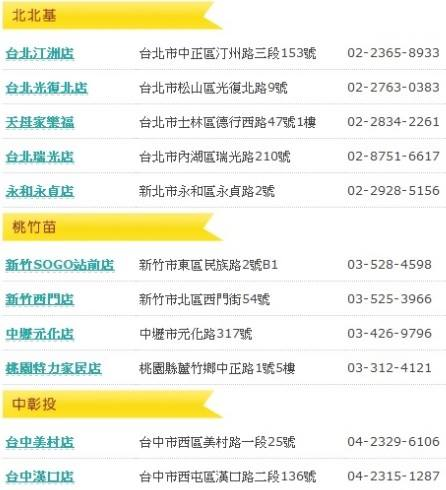 北北基
台北汀洲店 台北市中正區汀州路三段153號 02-2365-8933
台北光復北店 台北市松山區光復北路9號 02-2763-0383
天母家樂福 台北市士林區德行西路47號1樓 02-2834-2261
台北瑞光店 台北市內湖區瑞光路210號 02-8751-6617
永和永貞店 新北市永和區永貞路2號 02-2928-5156
桃竹苗
新竹SOGO站前店 新竹市東區民族路2號B1 03-528-4598
新竹西門店 新竹市北區西門街54號 03-525-3966
中壢元化店 中壢市元化路317號 03-426-9796
桃園特力家居店 桃園縣蘆竹鄉中正路1號5樓 03-312-4121
中彰投
台中美村店 台中市西區美村路一段25號 04-2329-6106
台中漢口店 台中市西屯區漢口路二段136號 04-2315-1287